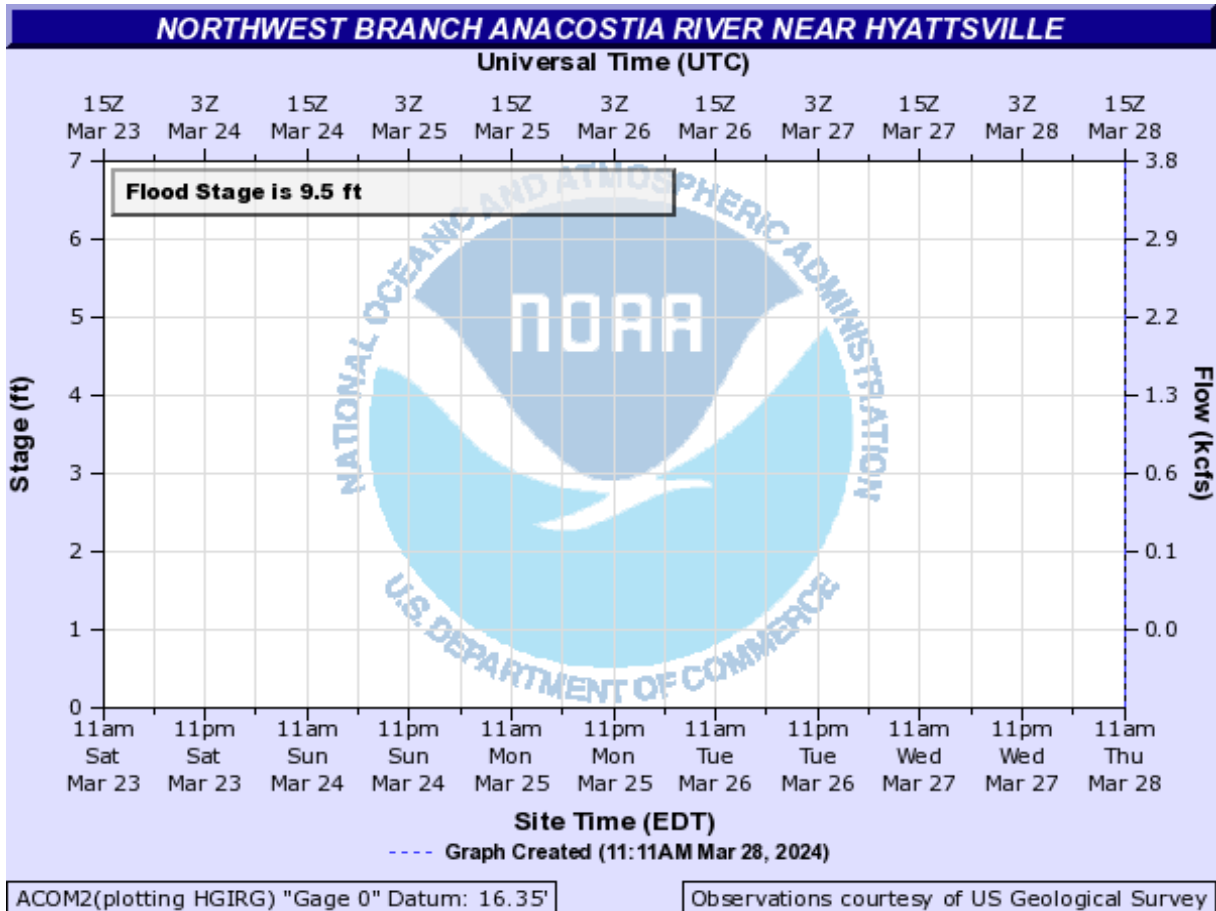 NORTHWEST BRANCH ANACOSTIA RIVER NEAR HYATTSVILLE
Universal Time (UTC)
15Z 3Z 15Z 3Z 15Z 3Z 15Z 3Z 15Z 3Z 15Z
Mar 23 Mar 24 Mar 24 Mar 25 Mar 25 Mar 26 Mar 26 Mar 27 Mar 27 Mar 28 Mar 28
Flood Stage is 9.5 ft
7
6
5
4
3
2
1
0
Stage (ft)
3.8
2.9
2.2
1.3
0.6
0.1
0.0
Flow (kcfs)
NATIONAL OCEANIC AND ATMOSPHERIC ADMINISTRATION
NOAA
U.S. DEPARTMENT OF COMMERCE
11am 11pm 11am 11pm 11am 11pm 11am 11pm 11am 11pm 11am
Sat Sat Sun Sun Mon Mon Tue Tue Wed Wed Thu
Mar 23 Mar 23 Mar 24 Mar 24 Mar 25 Mar 25 Mar 26 Mar 26 Mar 27 Mar 27 Mar 28
Site Time (EDT)
---- Graph Created (11:11AM Mar 28, 2024)
ACOM2(plotting HGIRG) "Gage 0" Datum: 16.35'
Observations courtesy of US Geological Survey